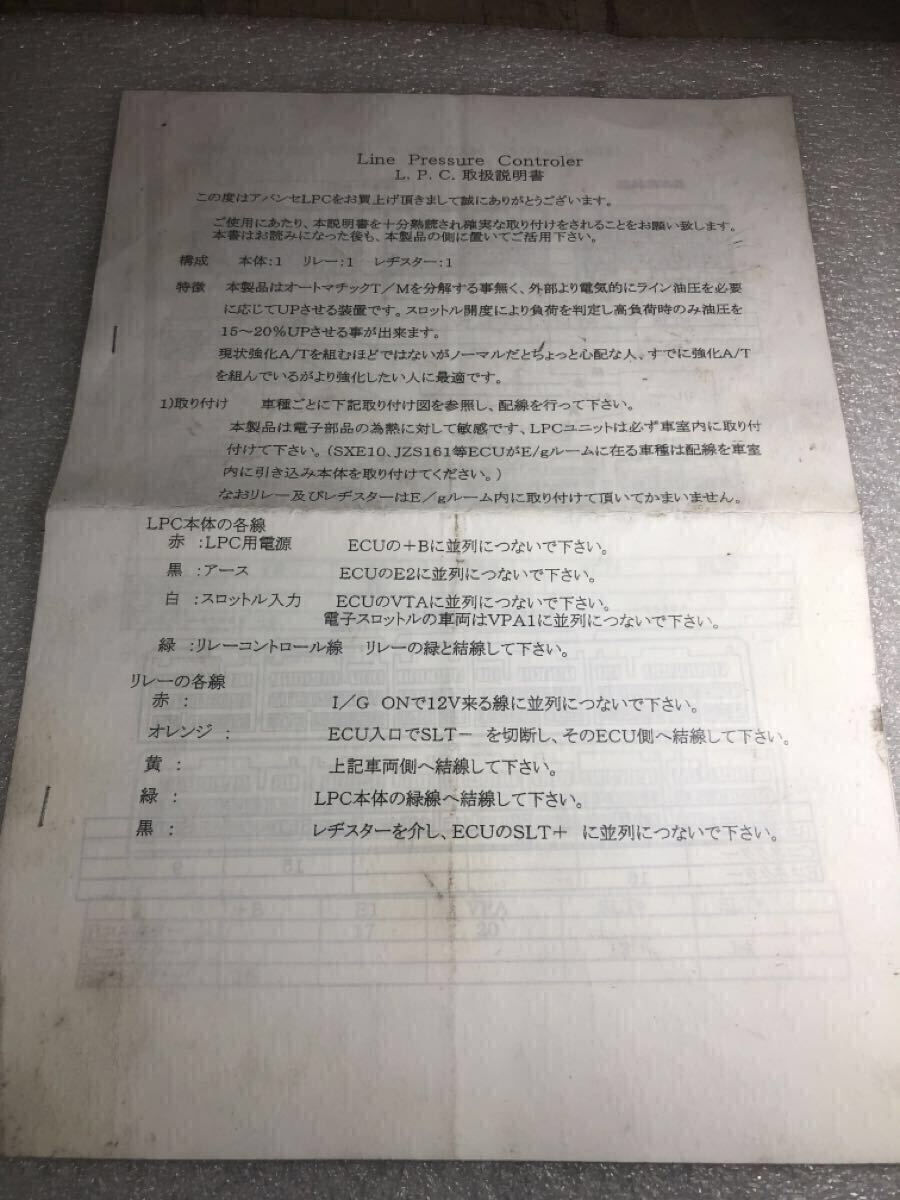 Line Pressure Controler
L．P．C．取扱説明書
この度はアバンセLPCをお買上げ頂きまして誠にありがとうございます。
ご使用にあたり、本説明書を十分熟読され確実な取り付けをされることをお願い致します。
本書はお読みになった後も、本製品の側に置いてご活用下さい。
構成　本体：1　リレー：1　レヂスター：1
特徴　本製品はオートマチックT／Mを分解する事無く、外部より電気的にライン油圧を必要
に応じてUPさせる装置です。スロットル開度により負荷を判定し高負荷時のみ油圧を
15～20％UPさせる事が出来ます。
現状強化A/Tを組むほどではないがノーマルだとちょっと心配な人、すでに強化A/T
を組んでいるがより強化したい人に最適です。
1)取り付け　車種ごとに下記取り付け図を参照し、配線を行って下さい。
本製品は電子部品の為熱に対して敏感です、LPCユニットは必ず車室内に取り付
付けて下さい。（SXE10、JZS161等ECUがE/gルームに在る車種は配線を車室
内に引き込み本体を取り付けてください。）
なおリレー及びレヂスターはE／gルーム内に取り付けて頂いてかまいません。
LPC本体の各線
赤　：LPC用電源　ECUの＋Bに並列につないで下さい。
黒　：アース　ECUのE2に並列につないで下さい。
白　：スロットル入力　ECUのVTAに並列につないで下さい。
電子スロットルの車両はVPA1に並列につないで下さい。
緑　：リレーコントロール線　リレーの緑と結線して下さい。
リレーの各線
赤　：　I／G　ONで12V来る線に並列につないで下さい。
オレンジ　：　ECU入口でSLT－　を切断し、そのECU側へ結線して下さい。
黄　：　上記車両側へ結線して下さい。
緑　：　LPC本体の緑線へ結線して下さい。
黒　：　レヂスターを介し、ECUのSLT＋　に並列につないで下さい。